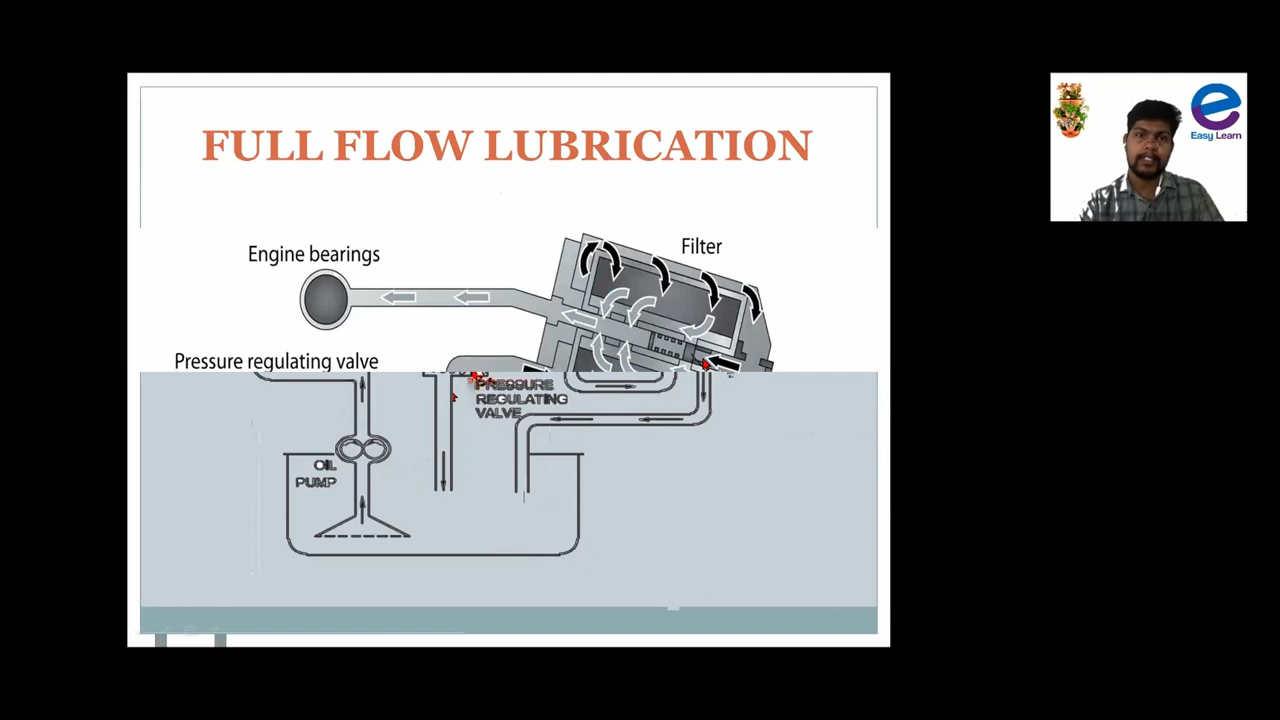 FULL FLOW LUBRICATION
Engine bearings
Filter
Pressure regulating valve
PRESSURE
REGULATING
VALVE
OIL
PUMP
Easy Learn